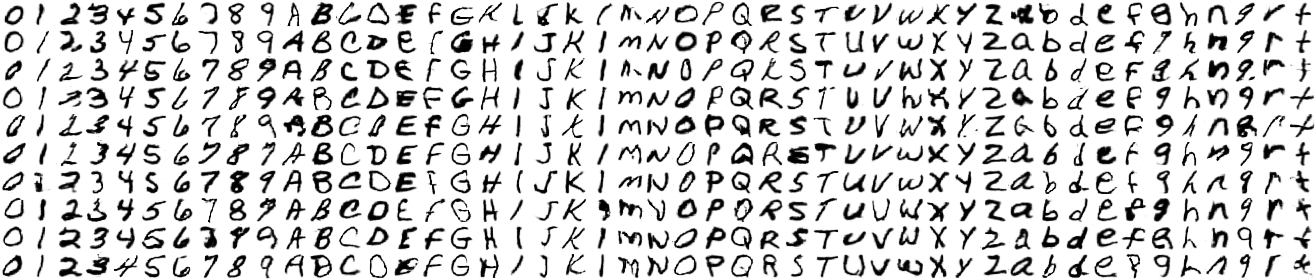 0 1 2 3 4 5 6 7 8 9 A B C D E F G K L J K I m N O P Q R S T U V W X Y Z a b d e f g h n q r t
0 1 2 3 4 5 6 7 8 9 A B C D E F G H I J K I m N O P Q R S T U V W X Y Z a b d e f g h n q r t
0 1 2 3 4 5 6 7 8 9 A B C D E F G H I J K I m N O P Q R S T U V W X Y Z a b d e f g h n q r t
0 1 2 3 4 5 6 7 8 9 A B C D E F G H I J K I m N O P Q R S T U V W X Y Z a b d e f g h n q r t
0 1 2 3 4 5 6 7 8 9 A B C D E F G H I J K I m N O P Q R S T U V W X Y Z a b d e f g h n q r t
0 1 2 3 4 5 6 7 8 9 A B C D E F G H I J K I m N O P Q R S T U V W X Y Z a b d e f g h n q r t
0 1 2 3 4 5 6 7 8 9 A B C D E F G H I J K I m N O P Q R S T U V W X Y Z a b d e f g h n q r t
0 1 2 3 4 5 6 7 8 9 A B C D E F G H I J K I m N O P Q R S T U V W X Y Z a b d e f g h n q r t
0 1 2 3 4 5 6 7 8 9 A B C D E F G H I J K I m N O P Q R S T U V W X Y Z a b d e f g h n q r t
0 1 2 3 4 5 6 7 8 9 A B C D E F G H I J K I M N O P Q R S T U V W X Y Z a b d e f g h n q r t